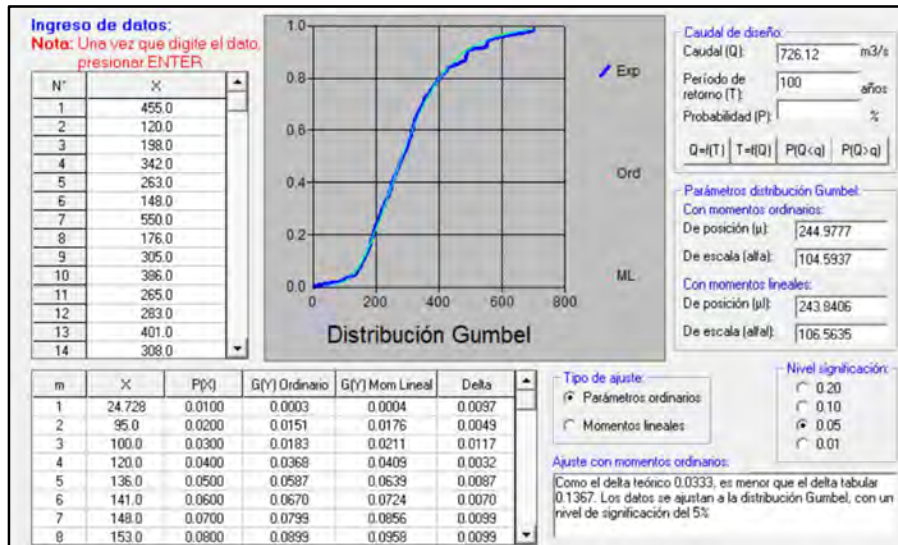 Ingreso de datos:
Nota: Una vez que digite el dato,
presionar ENTER
N° X
1 455.0
2 120.0
3 198.0
4 342.0
5 263.0
6 148.0
7 550.0
8 176.0
9 305.0
10 386.0
11 265.0
12 283.0
13 401.0
14 308.0
1.0
0.8
0.6
0.4
0.2
0.0
0 200 400 600 800
Exp
Ord
ML
Distribución Gumbel
Caudal de diseño:
Caudal (Q): 726.12 m3/s
Período de
retorno (T): 100 años
Probabilidad (P): %
Q=f(T) T=f(Q) P(Q<q) P(Q>q)
Parámetros distribución Gumbel:
Con momentos ordinarios:
De posición (μ) 244.9777
De escala (alfa) 104.5937
Con momentos lineales:
De posición (μl) 243.8406
De escala (alfal) 106.5635
m X P(X) G(Y) Ordinario G(Y) Mom Lineal Delta
1 24.728 0.0100 0.0003 0.0004 0.0097
2 95.0 0.0200 0.0151 0.0176 0.0049
3 100.0 0.0300 0.0183 0.0211 0.0117
4 120.0 0.0400 0.0368 0.0409 0.0032
5 136.0 0.0500 0.0587 0.0639 0.0087
6 141.0 0.0600 0.0670 0.0724 0.0070
7 148.0 0.0700 0.0799 0.0856 0.0099
8 153.0 0.0800 0.0899 0.0958 0.0099
Tipo de ajuste:
Parámetros ordinarios
Momentos lineales
Nivel significación:
0.20
0.10
0.05
0.01
Ajuste con momentos ordinarios:
Como el delta teórico 0.0333, es menor que el delta tabular
0.1367. Los datos se ajustan a la distribución Gumbel, con un
nivel de significación del 5%